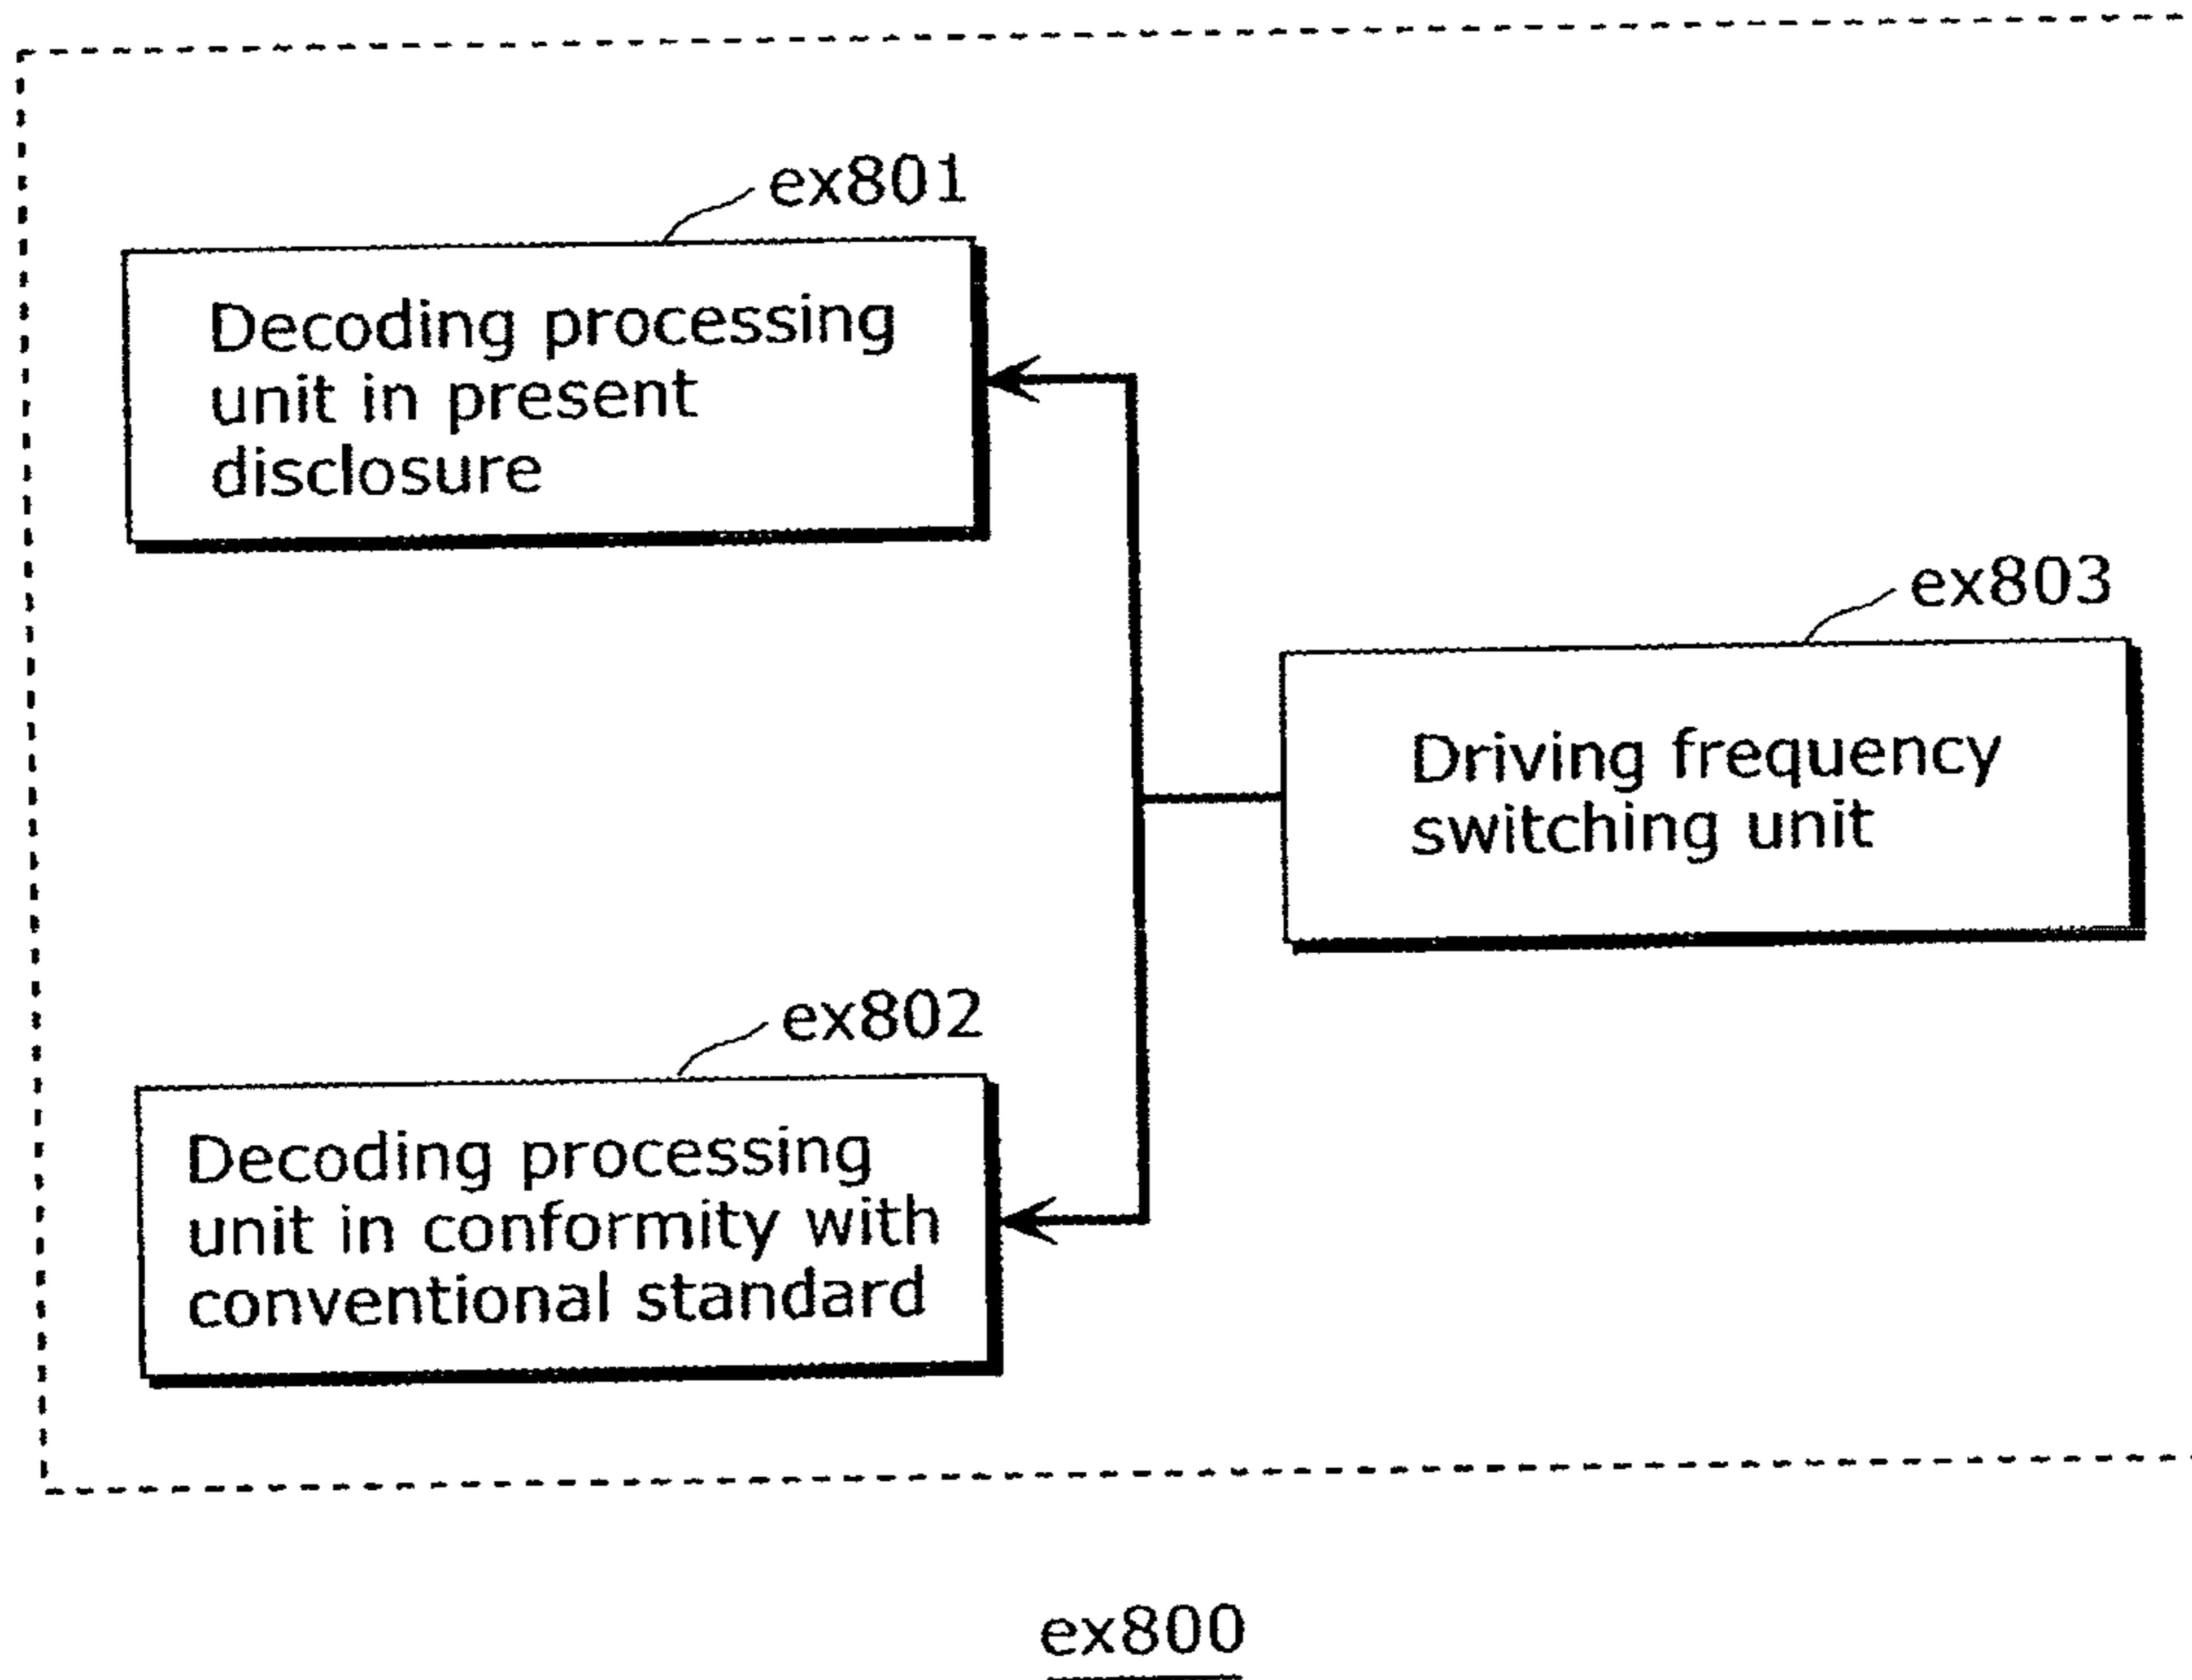 ex801
Decoding processing
unit in present
disclosure
ex803
Driving frequency
switching unit
ex802
Decoding processing
unit in conformity with
conventional standard
ex800